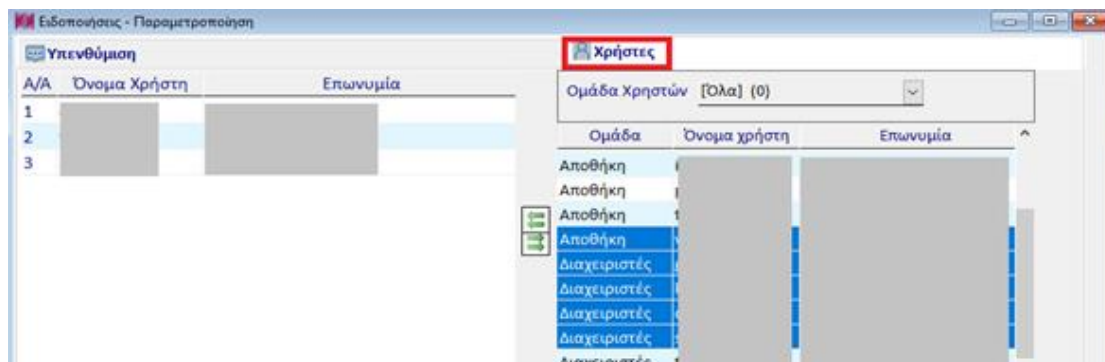 Ειδοποιήσεις - Παραμετροποίηση
Υπενθύμιση
Α/Α Όνομα Χρήστη Επωνυμία
1
2
3
Χρήστες
Ομάδα Χρηστών [Όλα] (0)
Ομάδα Όνομα χρήστη Επωνυμία
Αποθήκη
Αποθήκη
Αποθήκη
Αποθήκη
Διαχειριστές
Διαχειριστές
Διαχειριστές
Διαχειριστές
Διαχειριστές